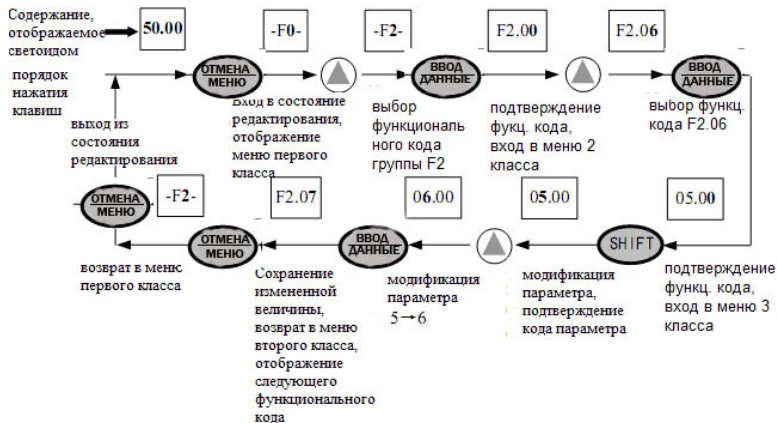 Содержание,
отображаемое
светоидом
50.00
-F0-
-F2-
F2.00
F2.06
порядок
нажатия
клавиш
ОТМЕНА
МЕНЮ
ВВОД
ДАННЫЕ
ВВОД
ДАННЫЕ
Вход в состояние
редактирования,
отображение
меню первого
класса
выбор
функциональ
ного кода
группы F2
подтверждение
фукц. кода,
вход в меню 2
класса
выбор функц.
кода F2.06
выход из
состояния
редактирования
-F2-
F2.07
06.00
05.00
05.00
ОТМЕНА
МЕНЮ
ОТМЕНА
МЕНЮ
ВВОД
ДАННЫЕ
SHIFT
возврат в меню
первого класса
Сохранение
измененной
величины,
возврат в меню
второго класса,
отображение
следующего
функционального
кода
модификация
параметра
5→6
модификация
параметра,
подтверждение
кода параметра
подтверждение
функц. кода,
вход в меню 3
класса